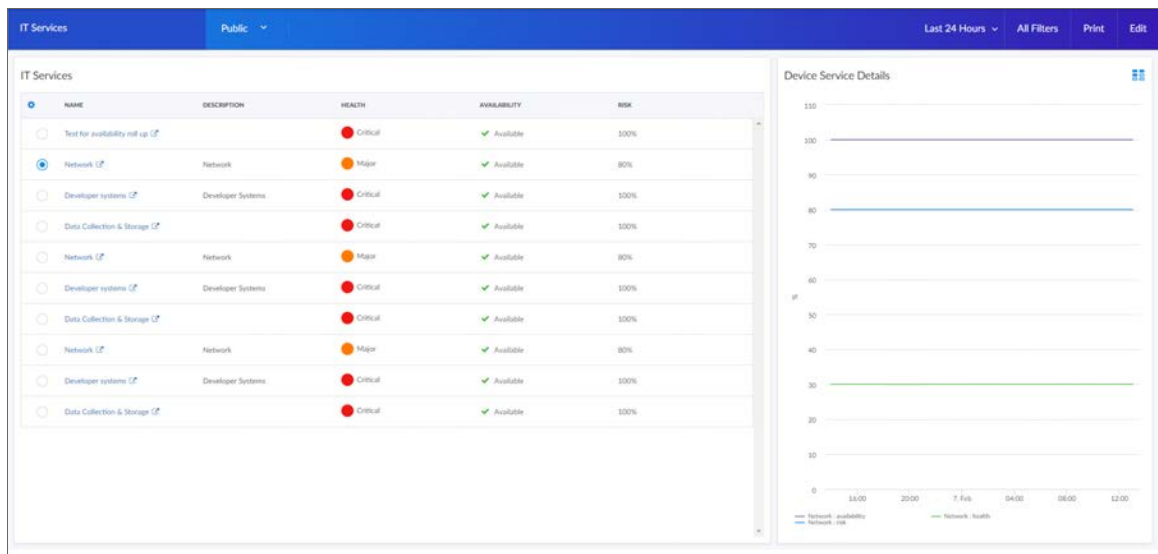 IT Services Public Last 24 Hours All Filters Print Edit
IT Services
NAME DESCRIPTION HEALTH AVAILABILITY RISK
Test for availability roll up Critical Available 100%
Network Network Major Available 80%
Developer systems Developer Systems Critical Available 100%
Data Collection & Storage Critical Available 100%
Network Network Major Available 80%
Developer systems Developer Systems Critical Available 100%
Data Collection & Storage Critical Available 100%
Network Network Major Available 80%
Developer systems Developer Systems Critical Available 100%
Data Collection & Storage Critical Available 100%
Device Service Details
110
100
90
80
70
60
%
50
40
30
20
10
0
16:00 20:00 7. Feb 04:00 08:00 12:00
Network : availability Network : health
Network : risk